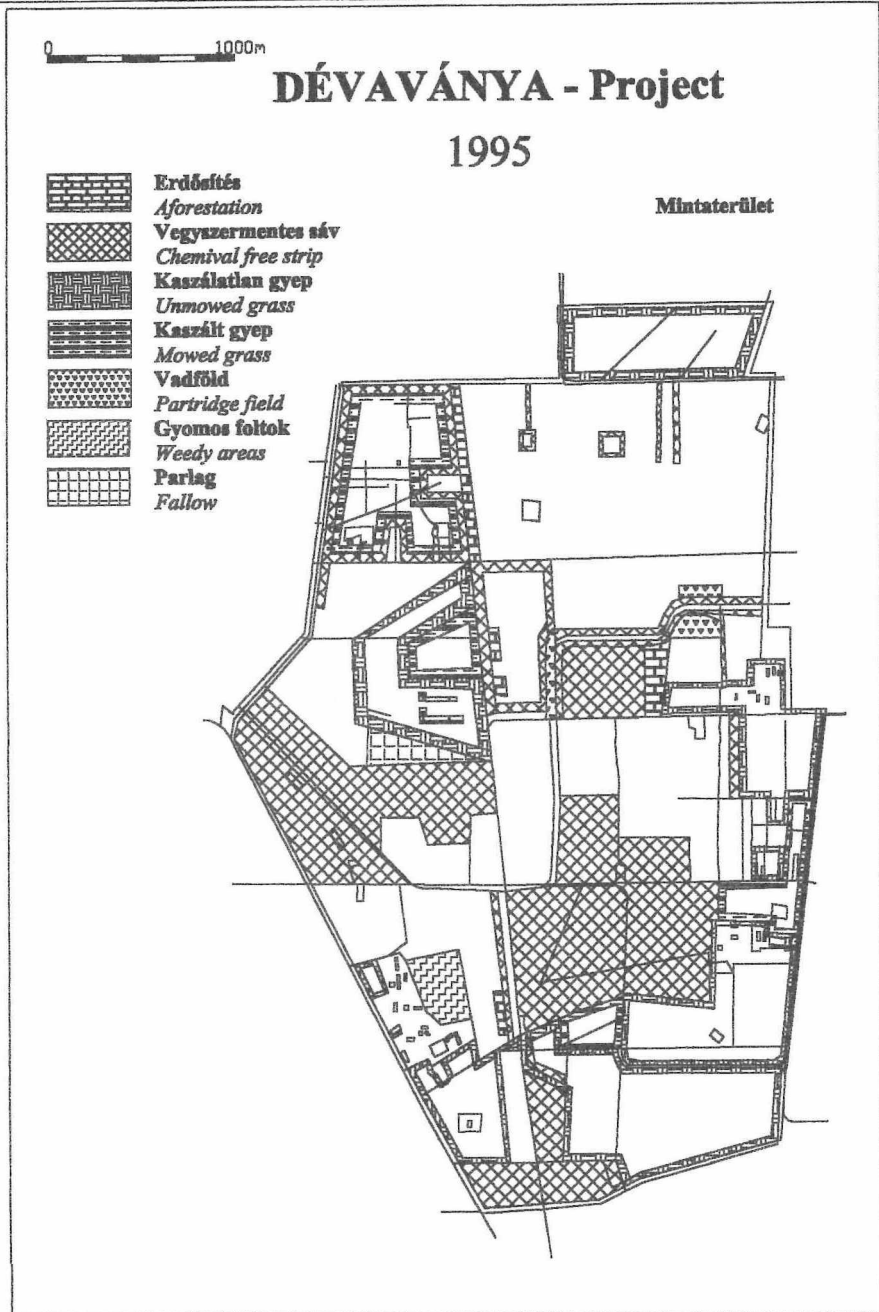 0 1000m
DÉVAVÁNYA - Project
1995
Erdősítés
Aforestation
Vegyszermentes sáv
Chemival free strip
Kaszálatlan gyep
Unmowed grass
Kaszált gyep
Mowed grass
Vadföld
Partridge field
Gyomos foltok
Weedy areas
Parlag
Fallow
Mintaterület